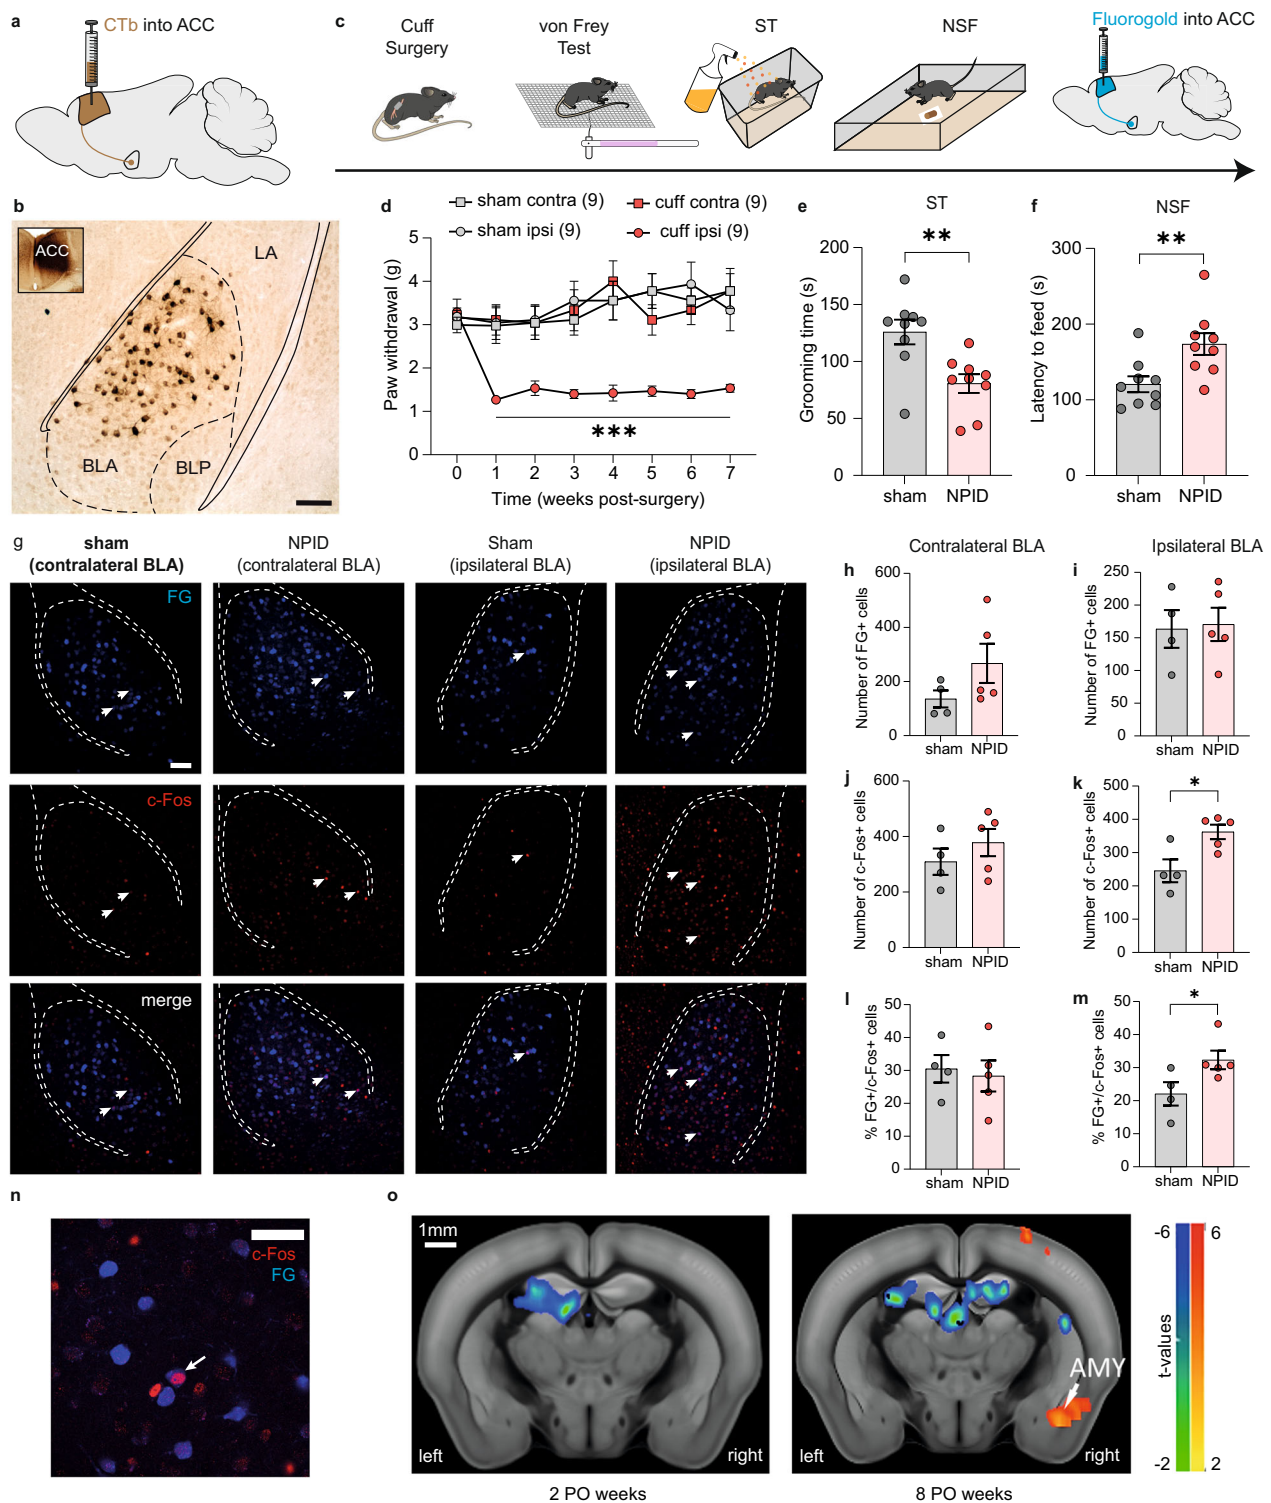 a
CTb into ACC
c
Cuff
Surgery
von Frey
Test
ST
NSF
Fluorogold into ACC
b
ACC
LA
BLA
BLP
d
sham contra (9)
cuff contra (9)
sham ipsi (9)
cuff ipsi (9)
Paw withdrawal (g)
5
4
3
2
1
0
***
0 1 2 3 4 5 6 7
Time (weeks post-surgery)
e
ST
**
Grooming time (s)
200
150
100
50
0
sham NPID
f
NSF
**
Latency to feed (s)
300
200
100
0
sham NPID
g
sham
(contralateral BLA)
NPID
(contralateral BLA)
Sham
(ipsilateral BLA)
NPID
(ipsilateral BLA)
FG
c-Fos
merge
Contralateral BLA
Ipsilateral BLA
h
Number of FG+ cells
600
400
200
0
sham NPID
i
Number of FG+ cells
250
200
150
100
50
0
sham NPID
j
Number of c-Fos+ cells
600
400
200
0
sham NPID
k
*
Number of c-Fos+ cells
500
400
300
200
100
0
sham NPID
l
% FG+/c-Fos+ cells
50
40
30
20
10
0
sham NPID
m
*
% FG+/c-Fos+ cells
50
40
30
20
10
0
sham NPID
n
c-Fos
FG
o
1mm
left
right
2 PO weeks
AMY
left
right
8 PO weeks
-6
6
t-values
-2
2